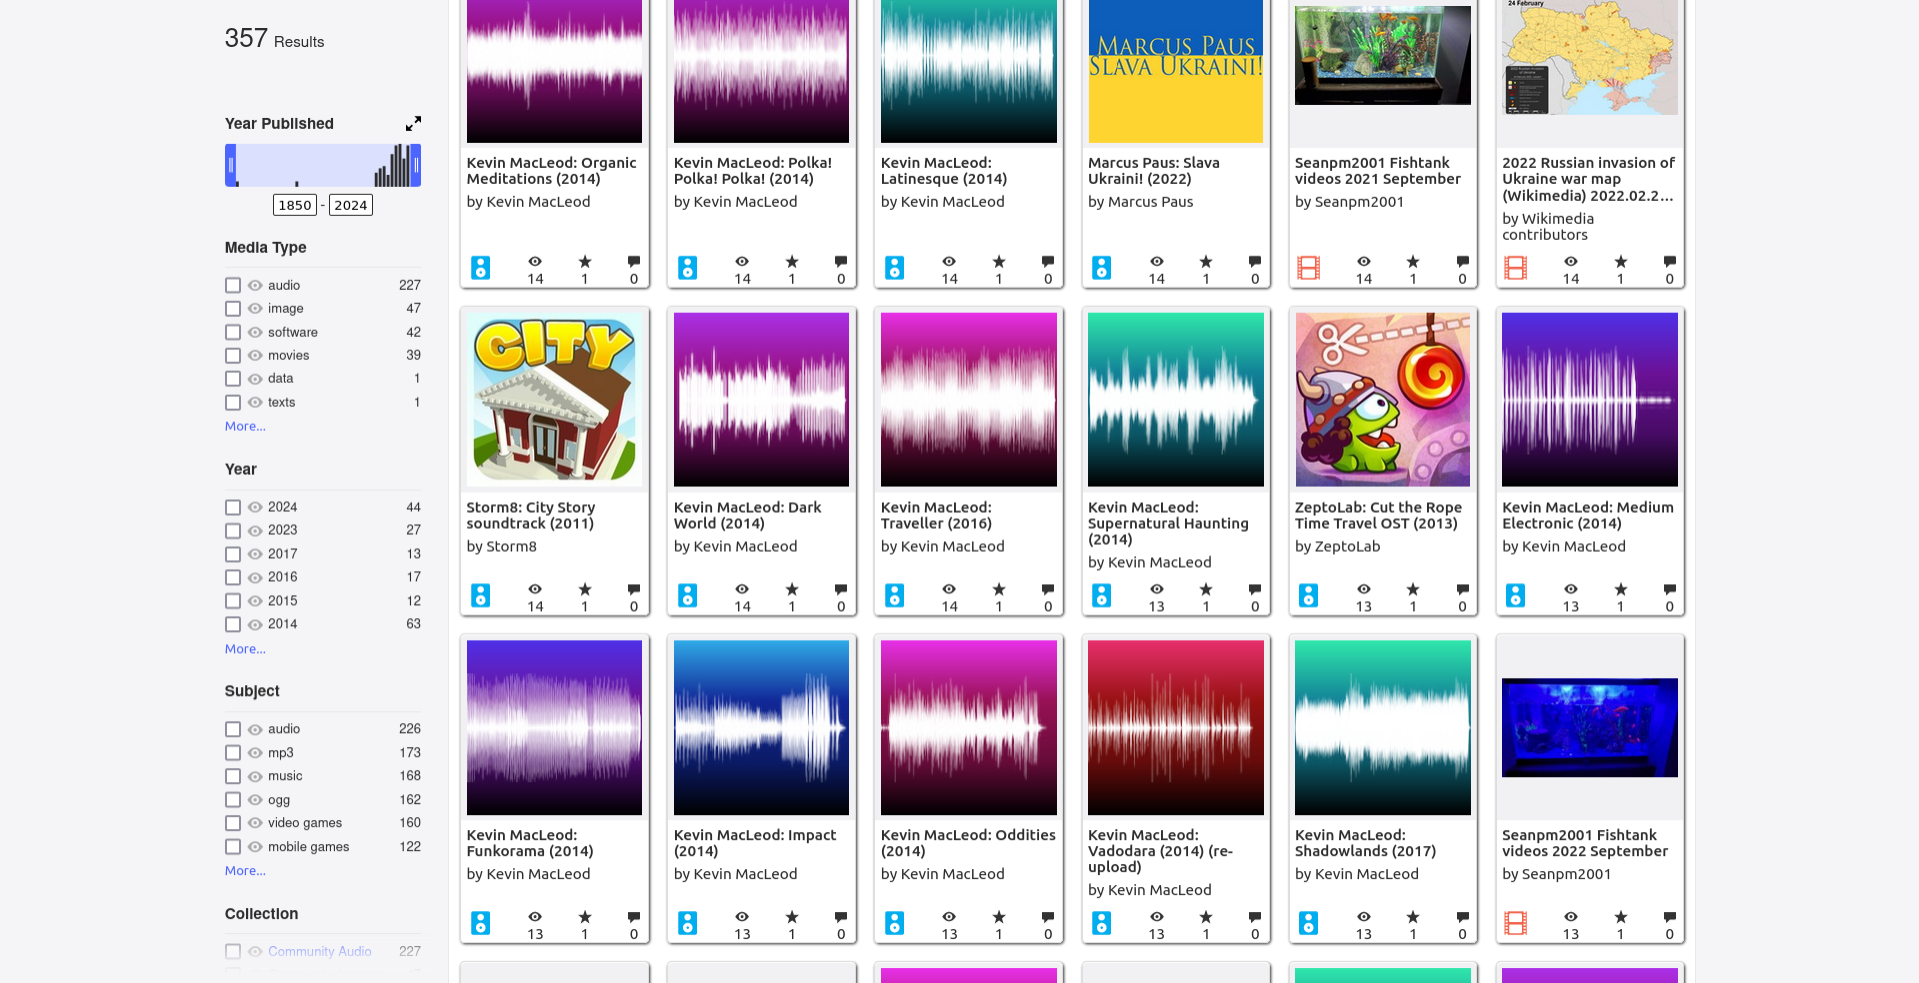 357 Results
Year Published
1850 - 2024
Media Type
audio 227
image 47
software 42
movies 39
data 1
texts 1
More...
Year
2024 44
2023 27
2017 13
2016 17
2015 12
2014 63
More...
Subject
audio 226
mp3 173
music 168
ogg 162
video games 160
mobile games 122
More...
Collection
Community Audio 227
Kevin MacLeod: Organic
Meditations (2014)
by Kevin MacLeod
14 1 0
Kevin MacLeod: Polka!
Polka! Polka! (2014)
by Kevin MacLeod
14 1 0
Kevin MacLeod:
Latinesque (2014)
by Kevin MacLeod
14 1 0
MARCUS PAUS
SLAVA UKRAINI!
Marcus Paus: Slava
Ukraini! (2022)
by Marcus Paus
14 1 0
Seanpm2001 Fishtank
videos 2021 September
by Seanpm2001
14 1 0
24 February
2022 Russian invasion of
Ukraine war map
(Wikimedia) 2022.02.2...
by Wikimedia
contributors
14 1 0
CITY
Storm8: City Story
soundtrack (2011)
by Storm8
14 1 0
Kevin MacLeod: Dark
World (2014)
by Kevin MacLeod
14 1 0
Kevin MacLeod:
Traveller (2016)
by Kevin MacLeod
14 1 0
Kevin MacLeod:
Supernatural Haunting
(2014)
by Kevin MacLeod
13 1 0
ZeptoLab: Cut the Rope
Time Travel OST (2013)
by ZeptoLab
13 1 0
Kevin MacLeod: Medium
Electronic (2014)
by Kevin MacLeod
13 1 0
Kevin MacLeod:
Funkorama (2014)
by Kevin MacLeod
13 1 0
Kevin MacLeod: Impact
(2014)
by Kevin MacLeod
13 1 0
Kevin MacLeod: Oddities
(2014)
by Kevin MacLeod
13 1 0
Kevin MacLeod:
Vadodara (2014) (re-
upload)
by Kevin MacLeod
13 1 0
Kevin MacLeod:
Shadowlands (2017)
by Kevin MacLeod
13 1 0
Seanpm2001 Fishtank
videos 2022 September
by Seanpm2001
13 1 0